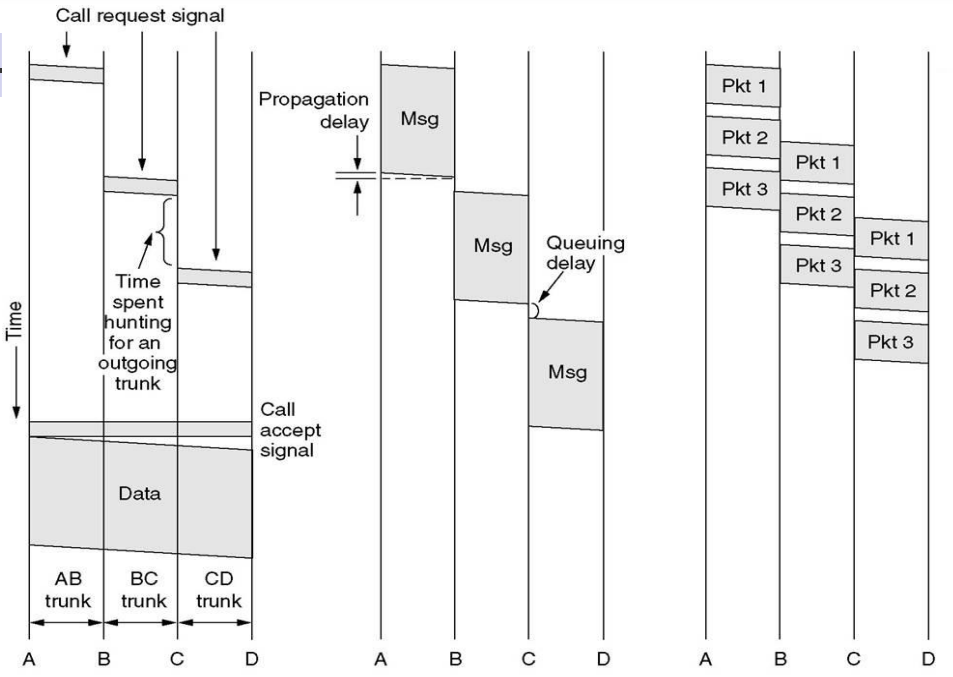 Call request signal
Time
Time
spent
hunting
for an
outgoing
trunk
Call
accept
signal
Data
AB
trunk
BC
trunk
CD
trunk
A
B
C
D
Propagation
delay
Msg
Msg
Queuing
delay
Msg
A
B
C
D
Pkt 1
Pkt 2
Pkt 3
Pkt 1
Pkt 2
Pkt 3
Pkt 1
Pkt 2
Pkt 3
A
B
C
D